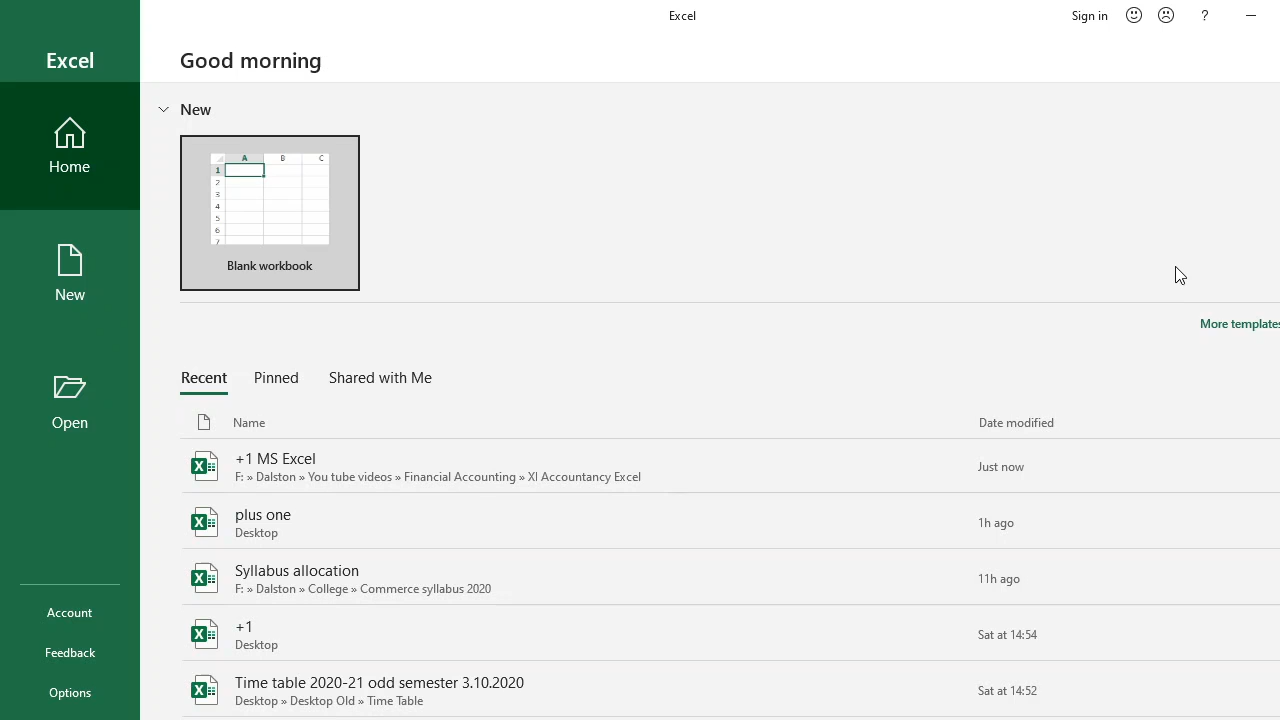 Excel
Sign in
?
Excel
Good morning
Home
New
A B C
1
2
3
4
5
6
7
Blank workbook
New
More templates
Open
Recent Pinned Shared with Me
Name Date modified
+1 MS Excel
F: » Dalston » You tube videos » Financial Accounting » XI Accountancy Excel
Just now
plus one
Desktop
1h ago
Syllabus allocation
F: » Dalston » College » Commerce syllabus 2020
11h ago
+1
Desktop
Sat at 14:54
Time table 2020-21 odd semester 3.10.2020
Desktop » Desktop Old » Time Table
Sat at 14:52
Account
Feedback
Options